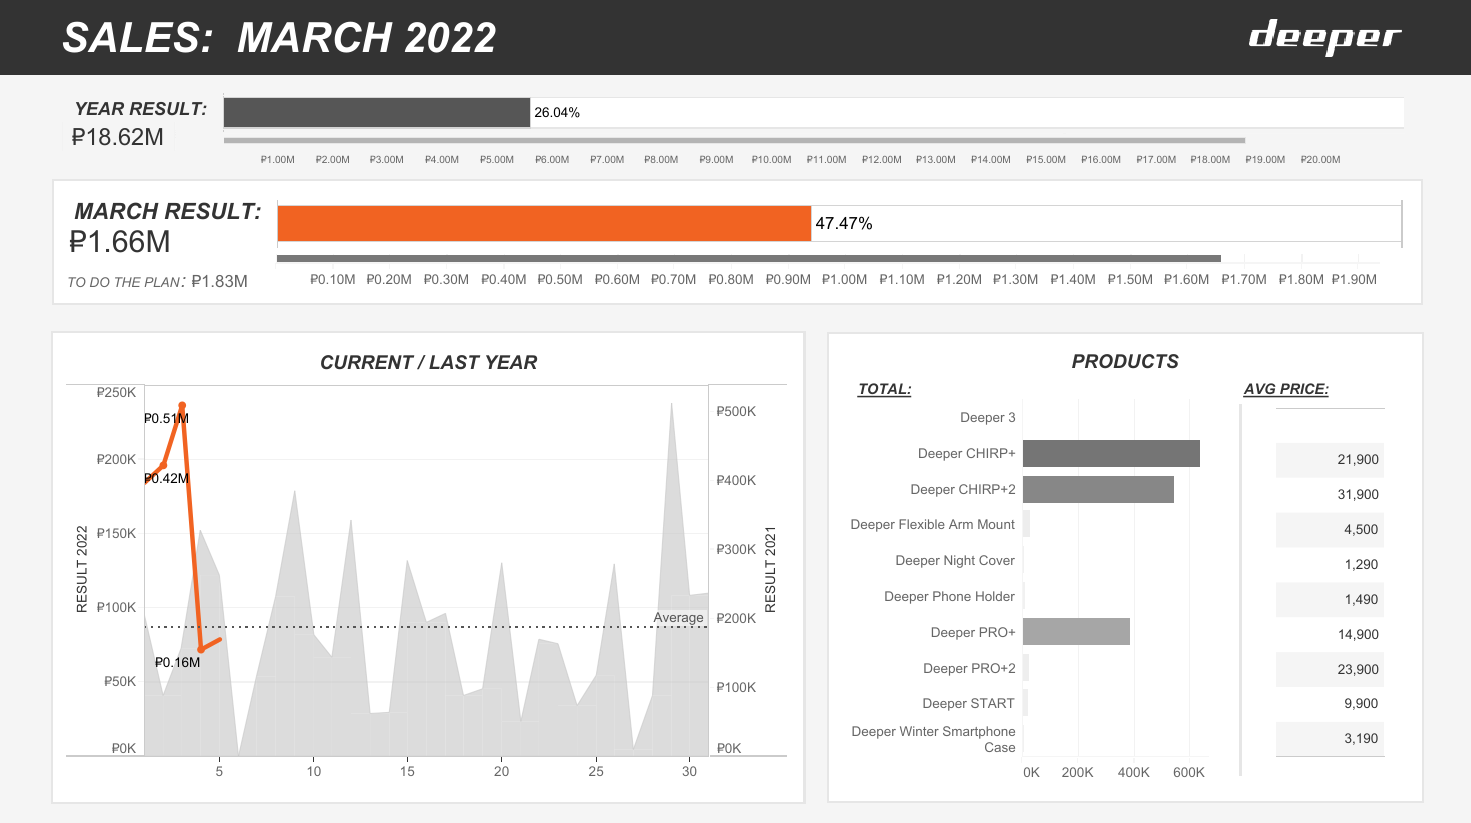 SALES: MARCH 2022
deeper
YEAR RESULT:
₽18.62M
26.04%
₽1.00M ₽2.00M ₽3.00M ₽4.00M ₽5.00M ₽6.00M ₽7.00M ₽8.00M ₽9.00M ₽10.00M ₽11.00M ₽12.00M ₽13.00M ₽14.00M ₽15.00M ₽16.00M ₽17.00M ₽18.00M ₽19.00M ₽20.00M
MARCH RESULT:
₽1.66M
47.47%
TO DO THE PLAN: ₽1.83M
₽0.10M ₽0.20M ₽0.30M ₽0.40M ₽0.50M ₽0.60M ₽0.70M ₽0.80M ₽0.90M ₽1.00M ₽1.10M ₽1.20M ₽1.30M ₽1.40M ₽1.50M ₽1.60M ₽1.70M ₽1.80M ₽1.90M
CURRENT / LAST YEAR
RESULT 2022
₽250K
₽200K
₽150K
₽100K
₽50K
₽0K
₽0.51M
₽0.42M
₽0.16M
Average
₽500K
₽400K
₽300K
₽200K
₽100K
₽0K
RESULT 2021
5 10 15 20 25 30
PRODUCTS
TOTAL:
AVG PRICE:
Deeper 3
Deeper CHIRP+
21,900
Deeper CHIRP+2
31,900
Deeper Flexible Arm Mount
4,500
Deeper Night Cover
1,290
Deeper Phone Holder
1,490
Deeper PRO+
14,900
Deeper PRO+2
23,900
Deeper START
9,900
Deeper Winter Smartphone
Case
3,190
0K 200K 400K 600K